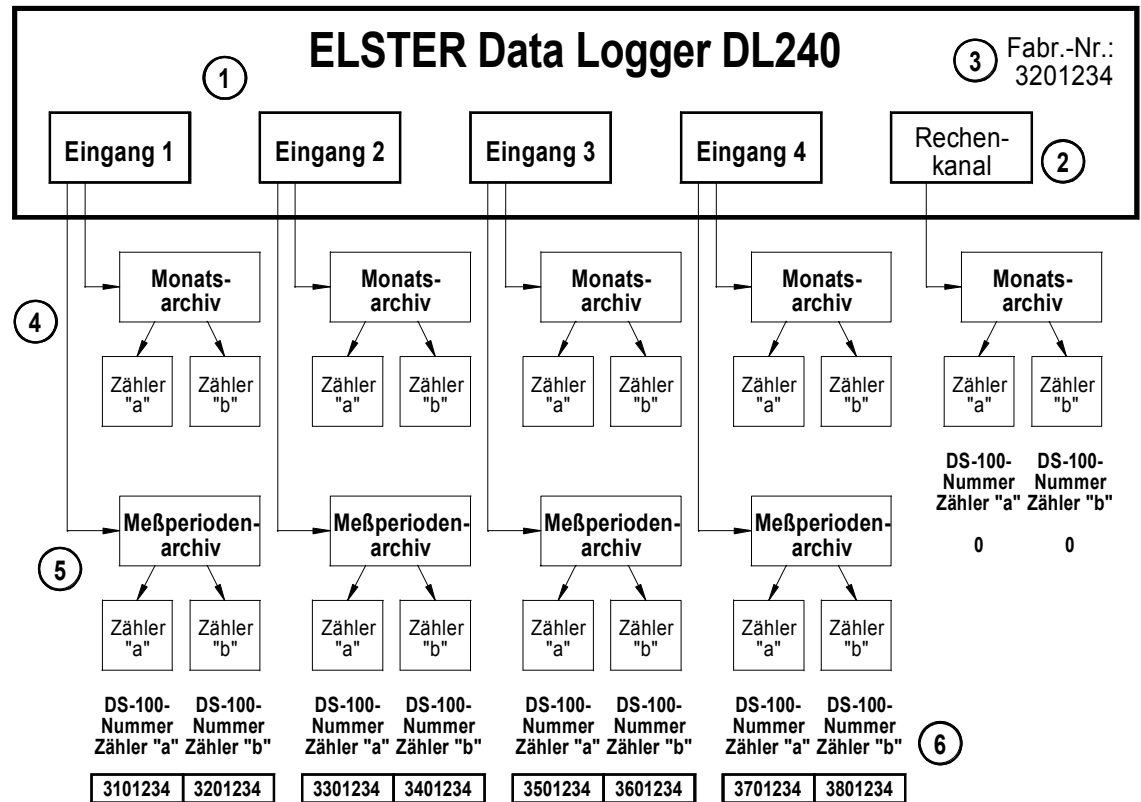 ELSTER Data Logger DL240
1
3
Fabr.-Nr.:
3201234
Eingang 1
Eingang 2
Eingang 3
Eingang 4
Rechen-
kanal
2
4
Monats-
archiv
Monats-
archiv
Monats-
archiv
Monats-
archiv
Monats-
archiv
Zähler
"a"
Zähler
"b"
Zähler
"a"
Zähler
"b"
Zähler
"a"
Zähler
"b"
Zähler
"a"
Zähler
"b"
Zähler
"a"
Zähler
"b"
DS-100-
Nummer
Zähler "a"
DS-100-
Nummer
Zähler "b"
0
0
5
Meßperioden-
archiv
Meßperioden-
archiv
Meßperioden-
archiv
Meßperioden-
archiv
Zähler
"a"
Zähler
"b"
Zähler
"a"
Zähler
"b"
Zähler
"a"
Zähler
"b"
Zähler
"a"
Zähler
"b"
DS-100-
Nummer
Zähler "a"
DS-100-
Nummer
Zähler "b"
DS-100-
Nummer
Zähler "a"
DS-100-
Nummer
Zähler "b"
DS-100-
Nummer
Zähler "a"
DS-100-
Nummer
Zähler "b"
DS-100-
Nummer
Zähler "a"
DS-100-
Nummer
Zähler "b"
6
3101234
3201234
3301234
3401234
3501234
3601234
3701234
3801234